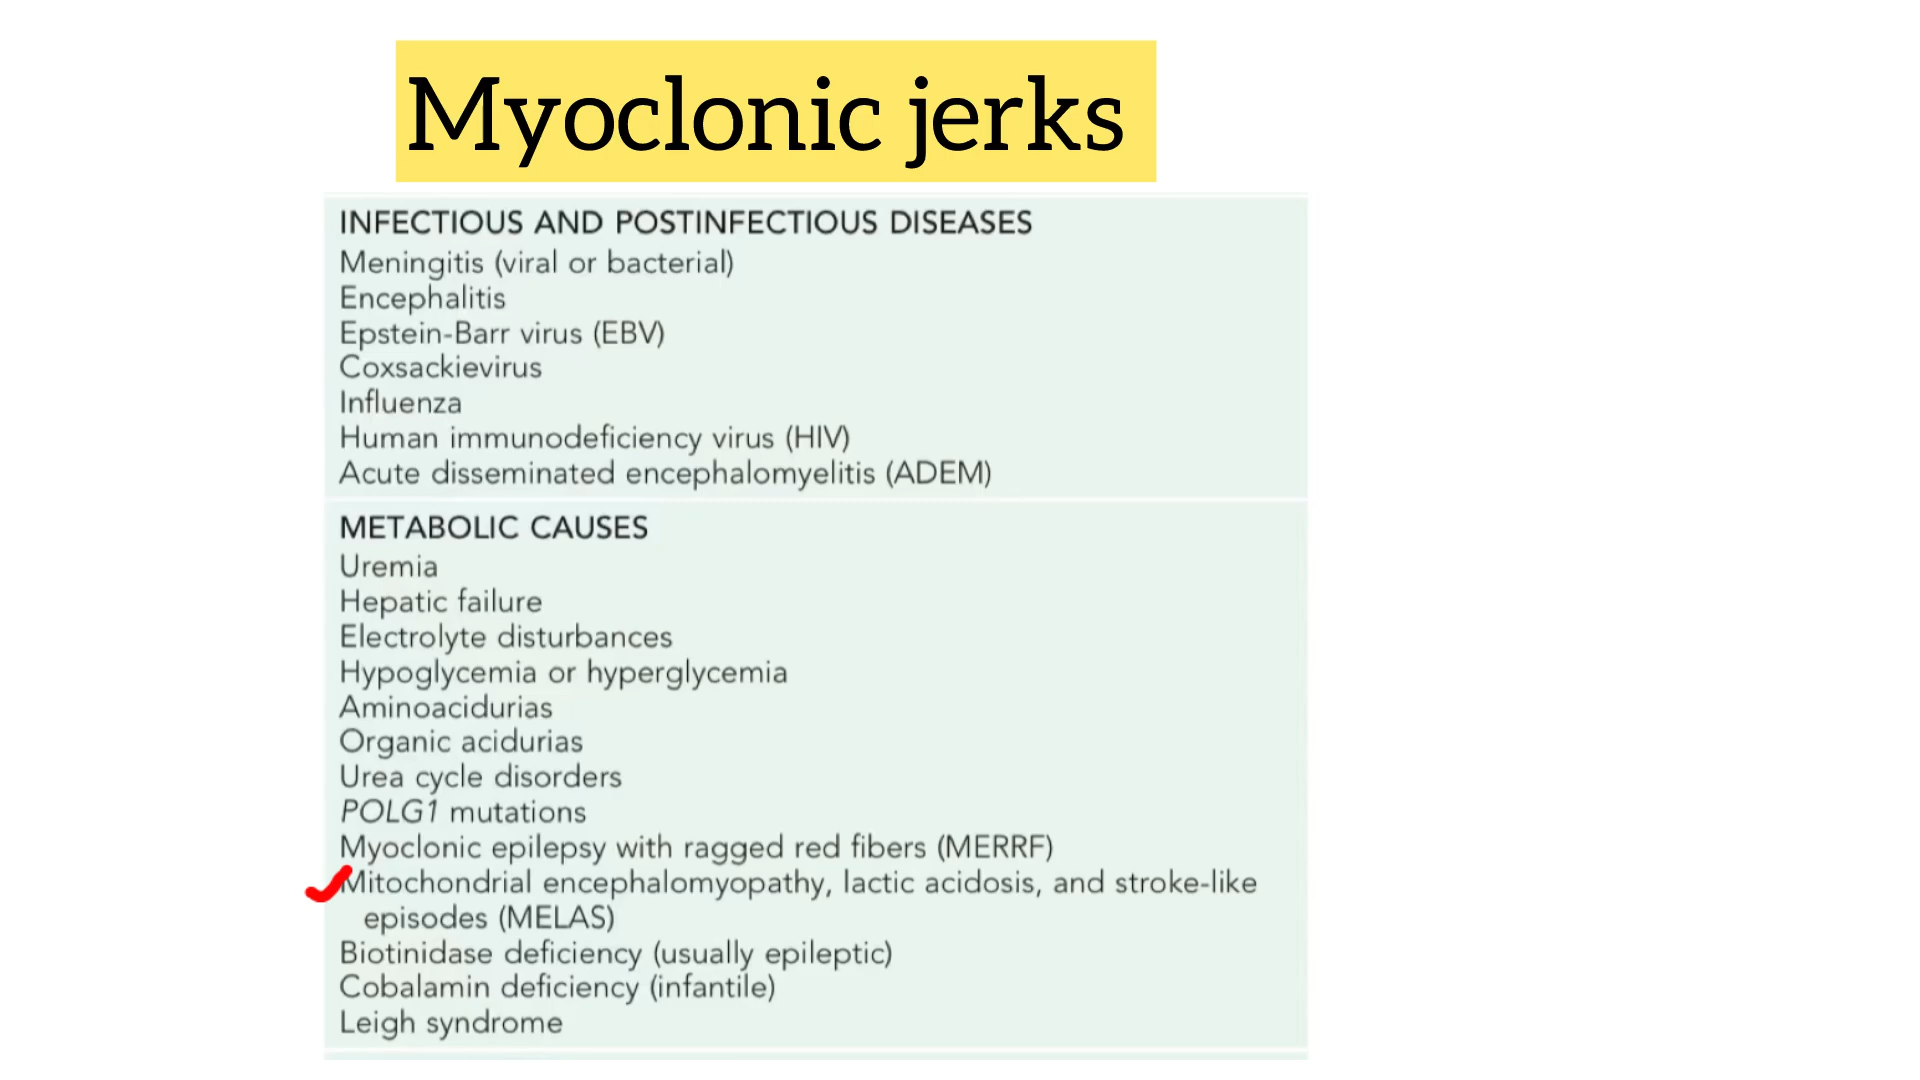 Myoclonic jerks
INFECTIOUS AND POSTINFECTIOUS DISEASES
Meningitis (viral or bacterial)
Encephalitis
Epstein-Barr virus (EBV)
Coxsackievirus
Influenza
Human immunodeficiency virus (HIV)
Acute disseminated encephalomyelitis (ADEM)
METABOLIC CAUSES
Uremia
Hepatic failure
Electrolyte disturbances
Hypoglycemia or hyperglycemia
Aminoacidurias
Organic acidurias
Urea cycle disorders
POLG1 mutations
Myoclonic epilepsy with ragged red fibers (MERRF)
Mitochondrial encephalomyopathy, lactic acidosis, and stroke-like
episodes (MELAS)
Biotinidase deficiency (usually epileptic)
Cobalamin deficiency (infantile)
Leigh syndrome